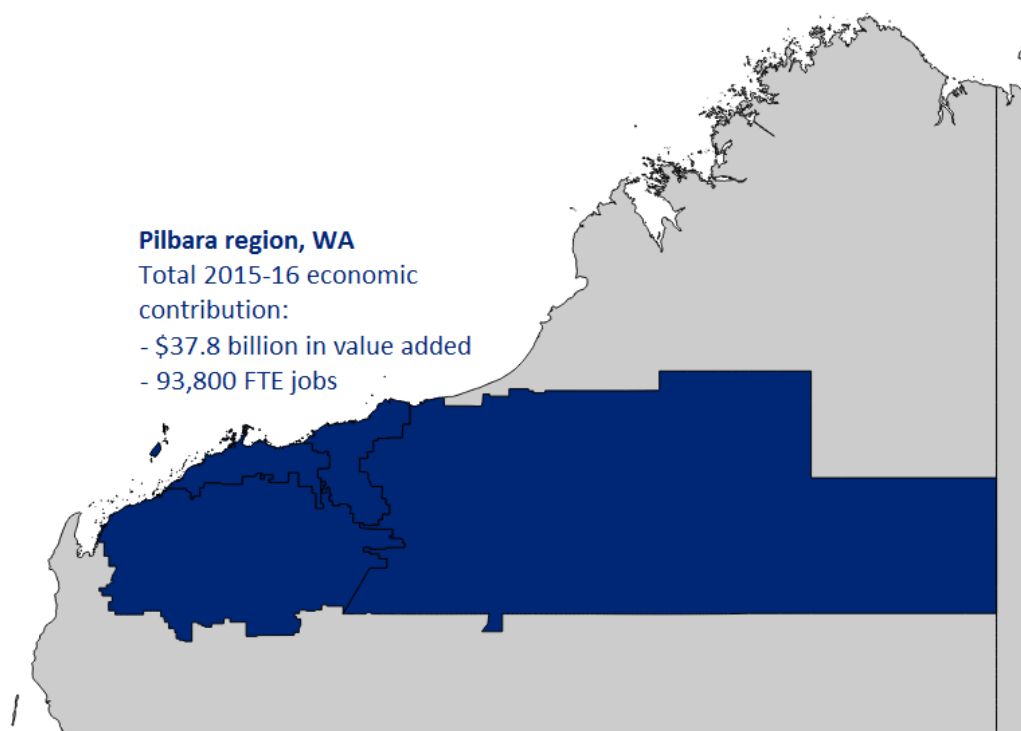 Pilbara region, WA
Total 2015-16 economic
contribution:
- $37.8 billion in value added
- 93,800 FTE jobs